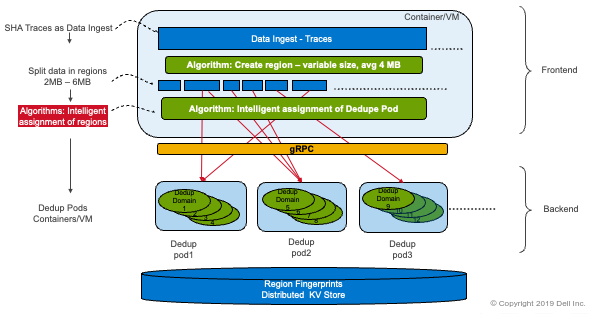 Container/VM
SHA Traces as Data Ingest
Data Ingest - Traces
Algorithm: Create region – variable size, avg 4 MB
Frontend
Split data in regions
2MB – 6MB
Algorithms: Intelligent
assignment of regions
Algorithm: Intelligent assignment of Dedupe Pod
gRPC
Dedup Pods
Containers/VM
Dedup
Domain
1
2
3
4
Dedup
Domain
5
6
7
8
Dedup
Domain
9
10
11
12
Backend
Dedup
pod1
Dedup
pod2
Dedup
pod3
Region Fingerprints
Distributed KV Store
© Copyright 2019 Dell Inc.